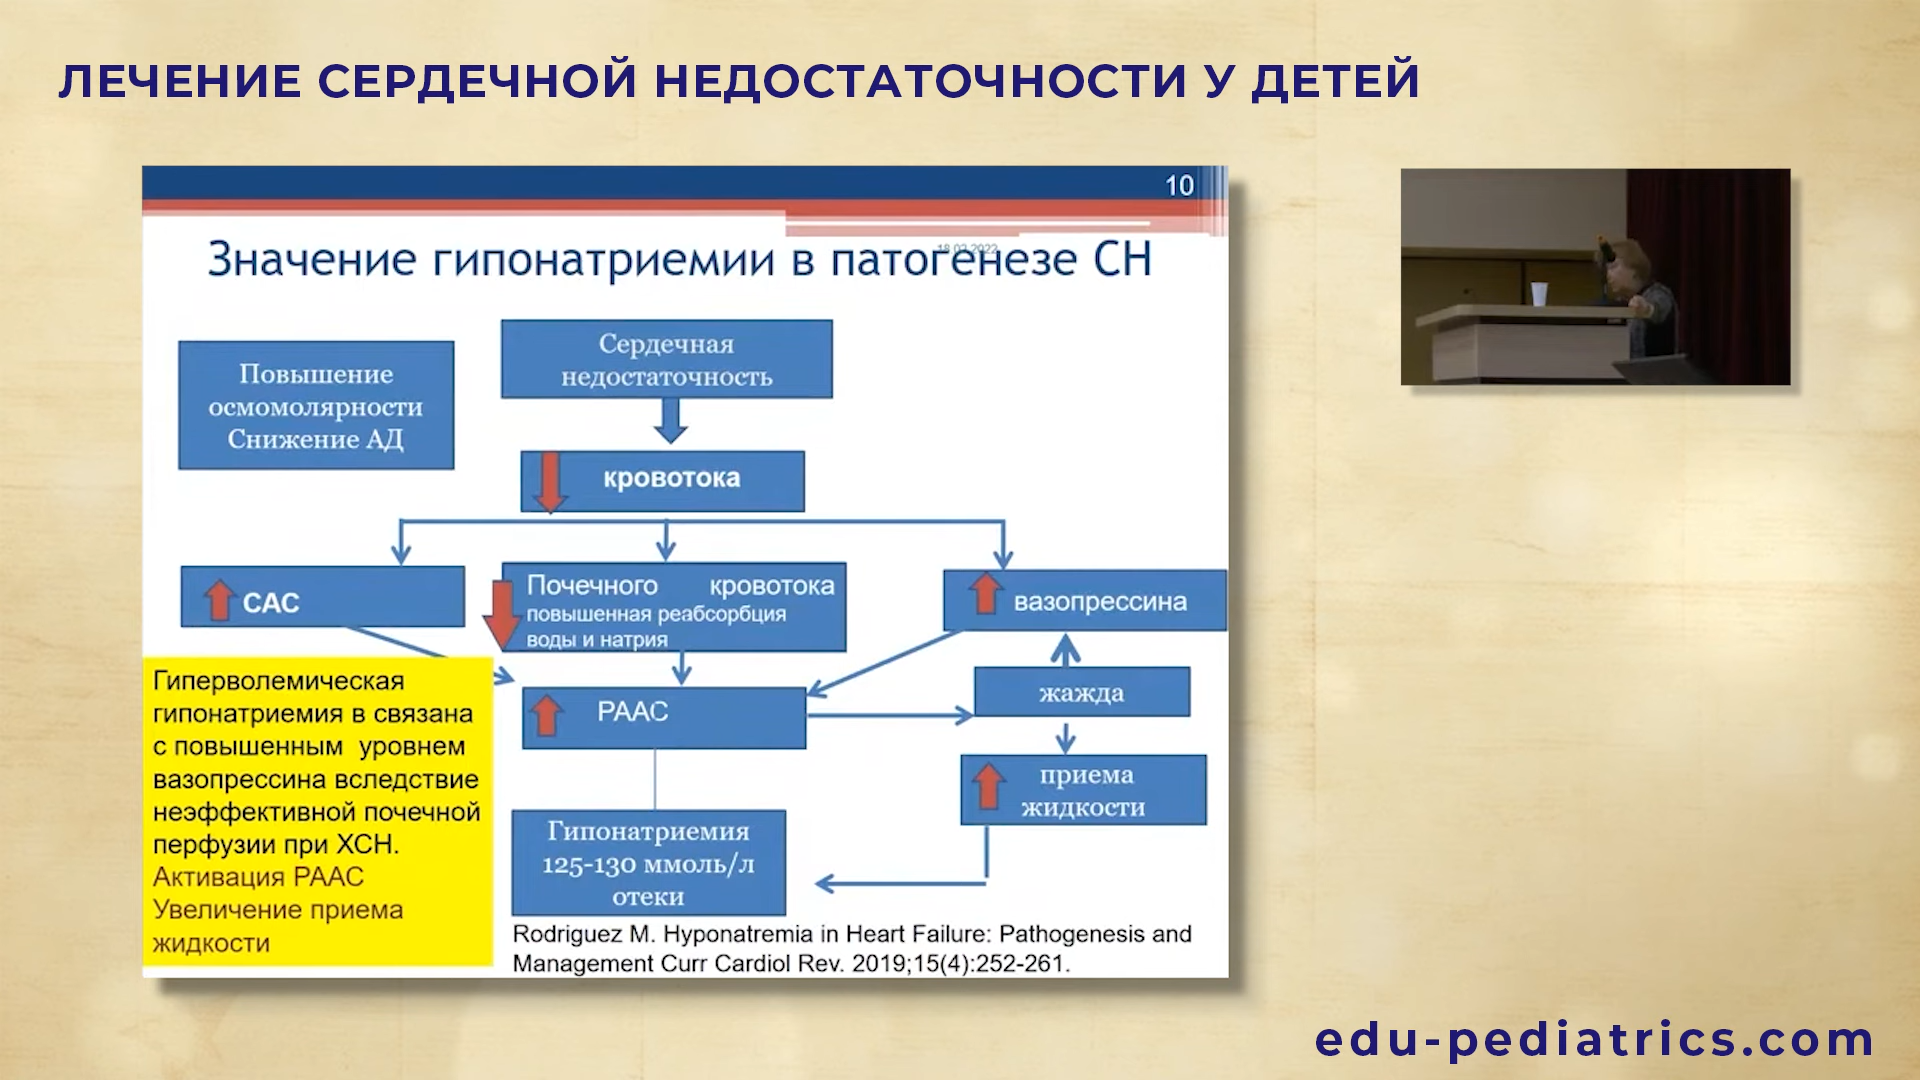 ЛЕЧЕНИЕ СЕРДЕЧНОЙ НЕДОСТАТОЧНОСТИ У ДЕТЕЙ
10
18.02.2022
Значение гипонатриемии в патогенезе СН
Повышение
осмомолярности
Снижение АД
Сердечная
недостаточность
кровотока
САС
Почечного кровотока
повышенная реабсорбция
воды и натрия
вазопрессина
РААС
жажда
приема
жидкости
Гипонатриемия
125-130 ммоль/л
отеки
Гиперволемическая
гипонатриемия в связана
с повышенным уровнем
вазопрессина вследствие
неэффективной почечной
перфузии при ХСН.
Активация РААС
Увеличение приема
жидкости
Rodriguez M. Hyponatremia in Heart Failure: Pathogenesis and
Management Curr Cardiol Rev. 2019;15(4):252-261.
edu-pediatrics.com